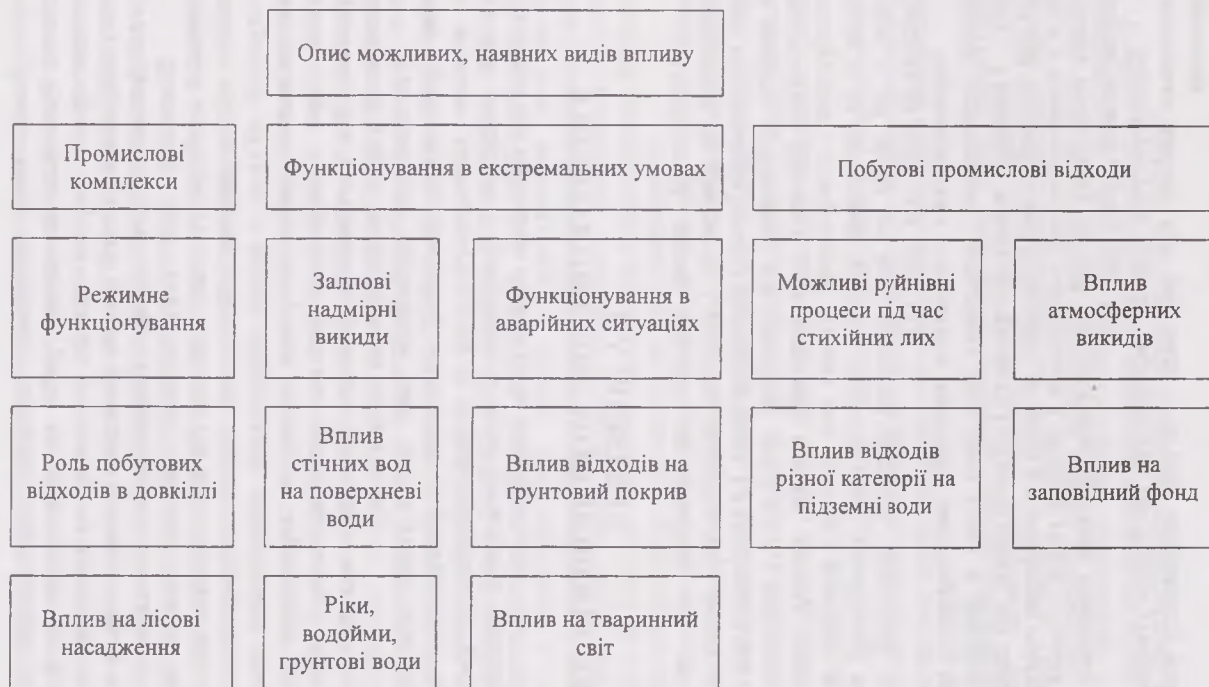 Опис можливих, наявних видів впливу
Промислові
комплекси
Функціонування в екстремальних умовах
Побутові промислові відходи
Режимне
функціонування
Залпові
надмірні
викиди
Функціонування в
аварійних ситуаціях
Можливі руйнівні
процеси під час
стихійних лих
Вплив
атмосферних
викидів
Роль побутових
відходів в довкіллі
Вплив
стічних вод
на поверхневі
води
Вплив відходів на
ґрунтовий покрив
Вплив відходів
різної категорії на
підземні води
Вплив на
заповідний фонд
Вплив на лісові
насадження
Ріки,
водойми,
грунтові води
Вплив на тваринний
світ